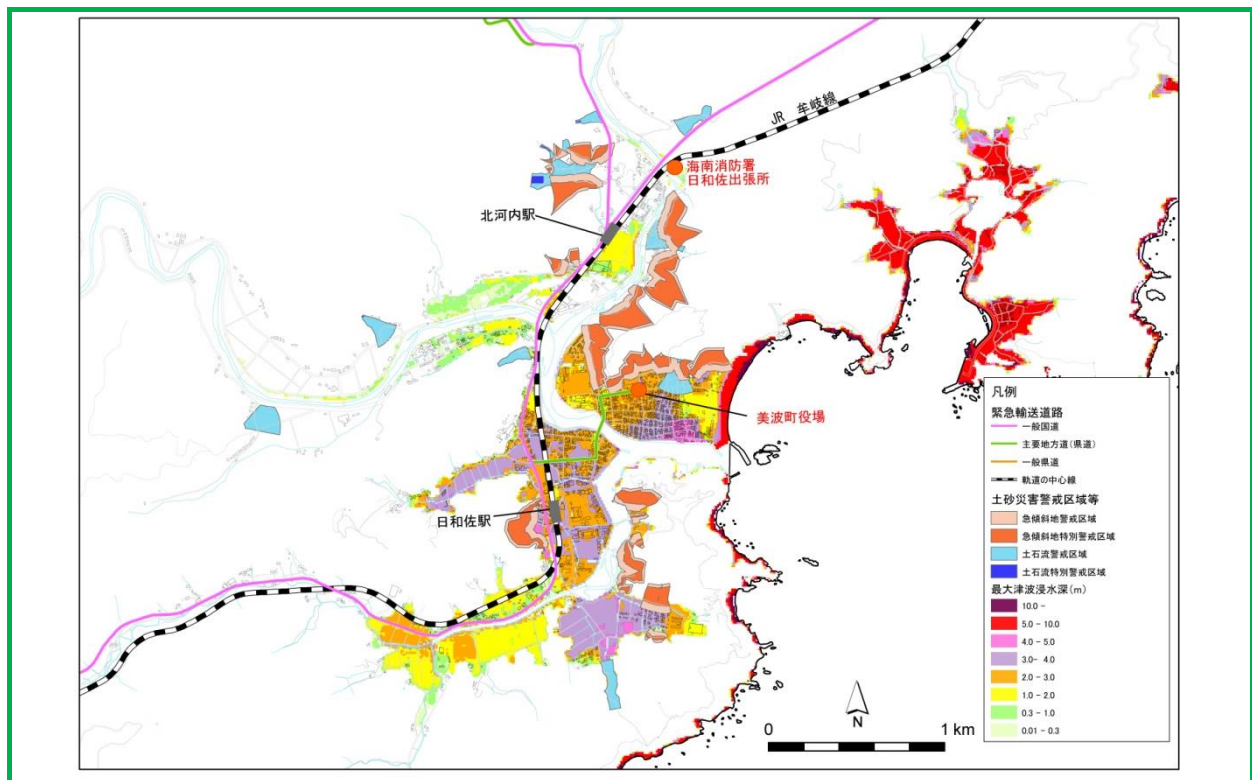 JR 牟岐線
海南消防署
日和佐出張所
北河内駅
美波町役場
日和佐駅
凡例
緊急輸送道路
一般国道
主要地方道(県道)
一般県道
軌道の中心線
土砂災害警戒区域等
急傾斜地警戒区域
急傾斜地特別警戒区域
土石流警戒区域
土石流特別警戒区域
最大津波浸水深(m)
10.0 -
5.0 - 10.0
4.0 - 5.0
3.0- 4.0
2.0 - 3.0
1.0 - 2.0
0.3 - 1.0
0.01 - 0.3
N
0 1 km